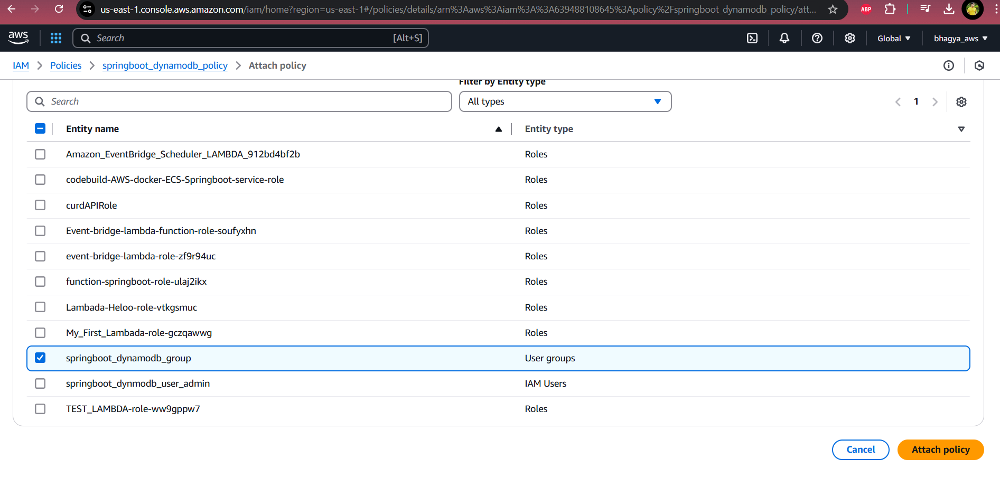 us-east-1.console.aws.amazon.com/iam/home?region=us-east-1#/policies/details/arn%3Aaws%3Aiam%3A%3A639488108645%3Apolicy%2Fspringboot_dynamodb_policy/att...
ABP
aws
Search [Alt+S]
Global
bhagya_aws
IAM > Policies > springboot_dynamodb_policy > Attach policy
Filter by Entity type
Search
All types
1
Entity name Entity type
Amazon_EventBridge_Scheduler_LAMBDA_912bd4bf2b Roles
codebuild-AWS-docker-ECS-Springboot-service-role Roles
curdAPIRole Roles
Event-bridge-lambda-function-role-soufyxhn Roles
event-bridge-lambda-role-zf9r94uc Roles
function-springboot-role-ulaj2ikx Roles
Lambada-Heloo-role-vtkgsmuc Roles
My_First_Lambada-role-gczqawwg Roles
springboot_dynamodb_group User groups
springboot_dynmodb_user_admin IAM Users
TEST_LAMBDA-role-ww9gppw7 Roles
Cancel Attach policy